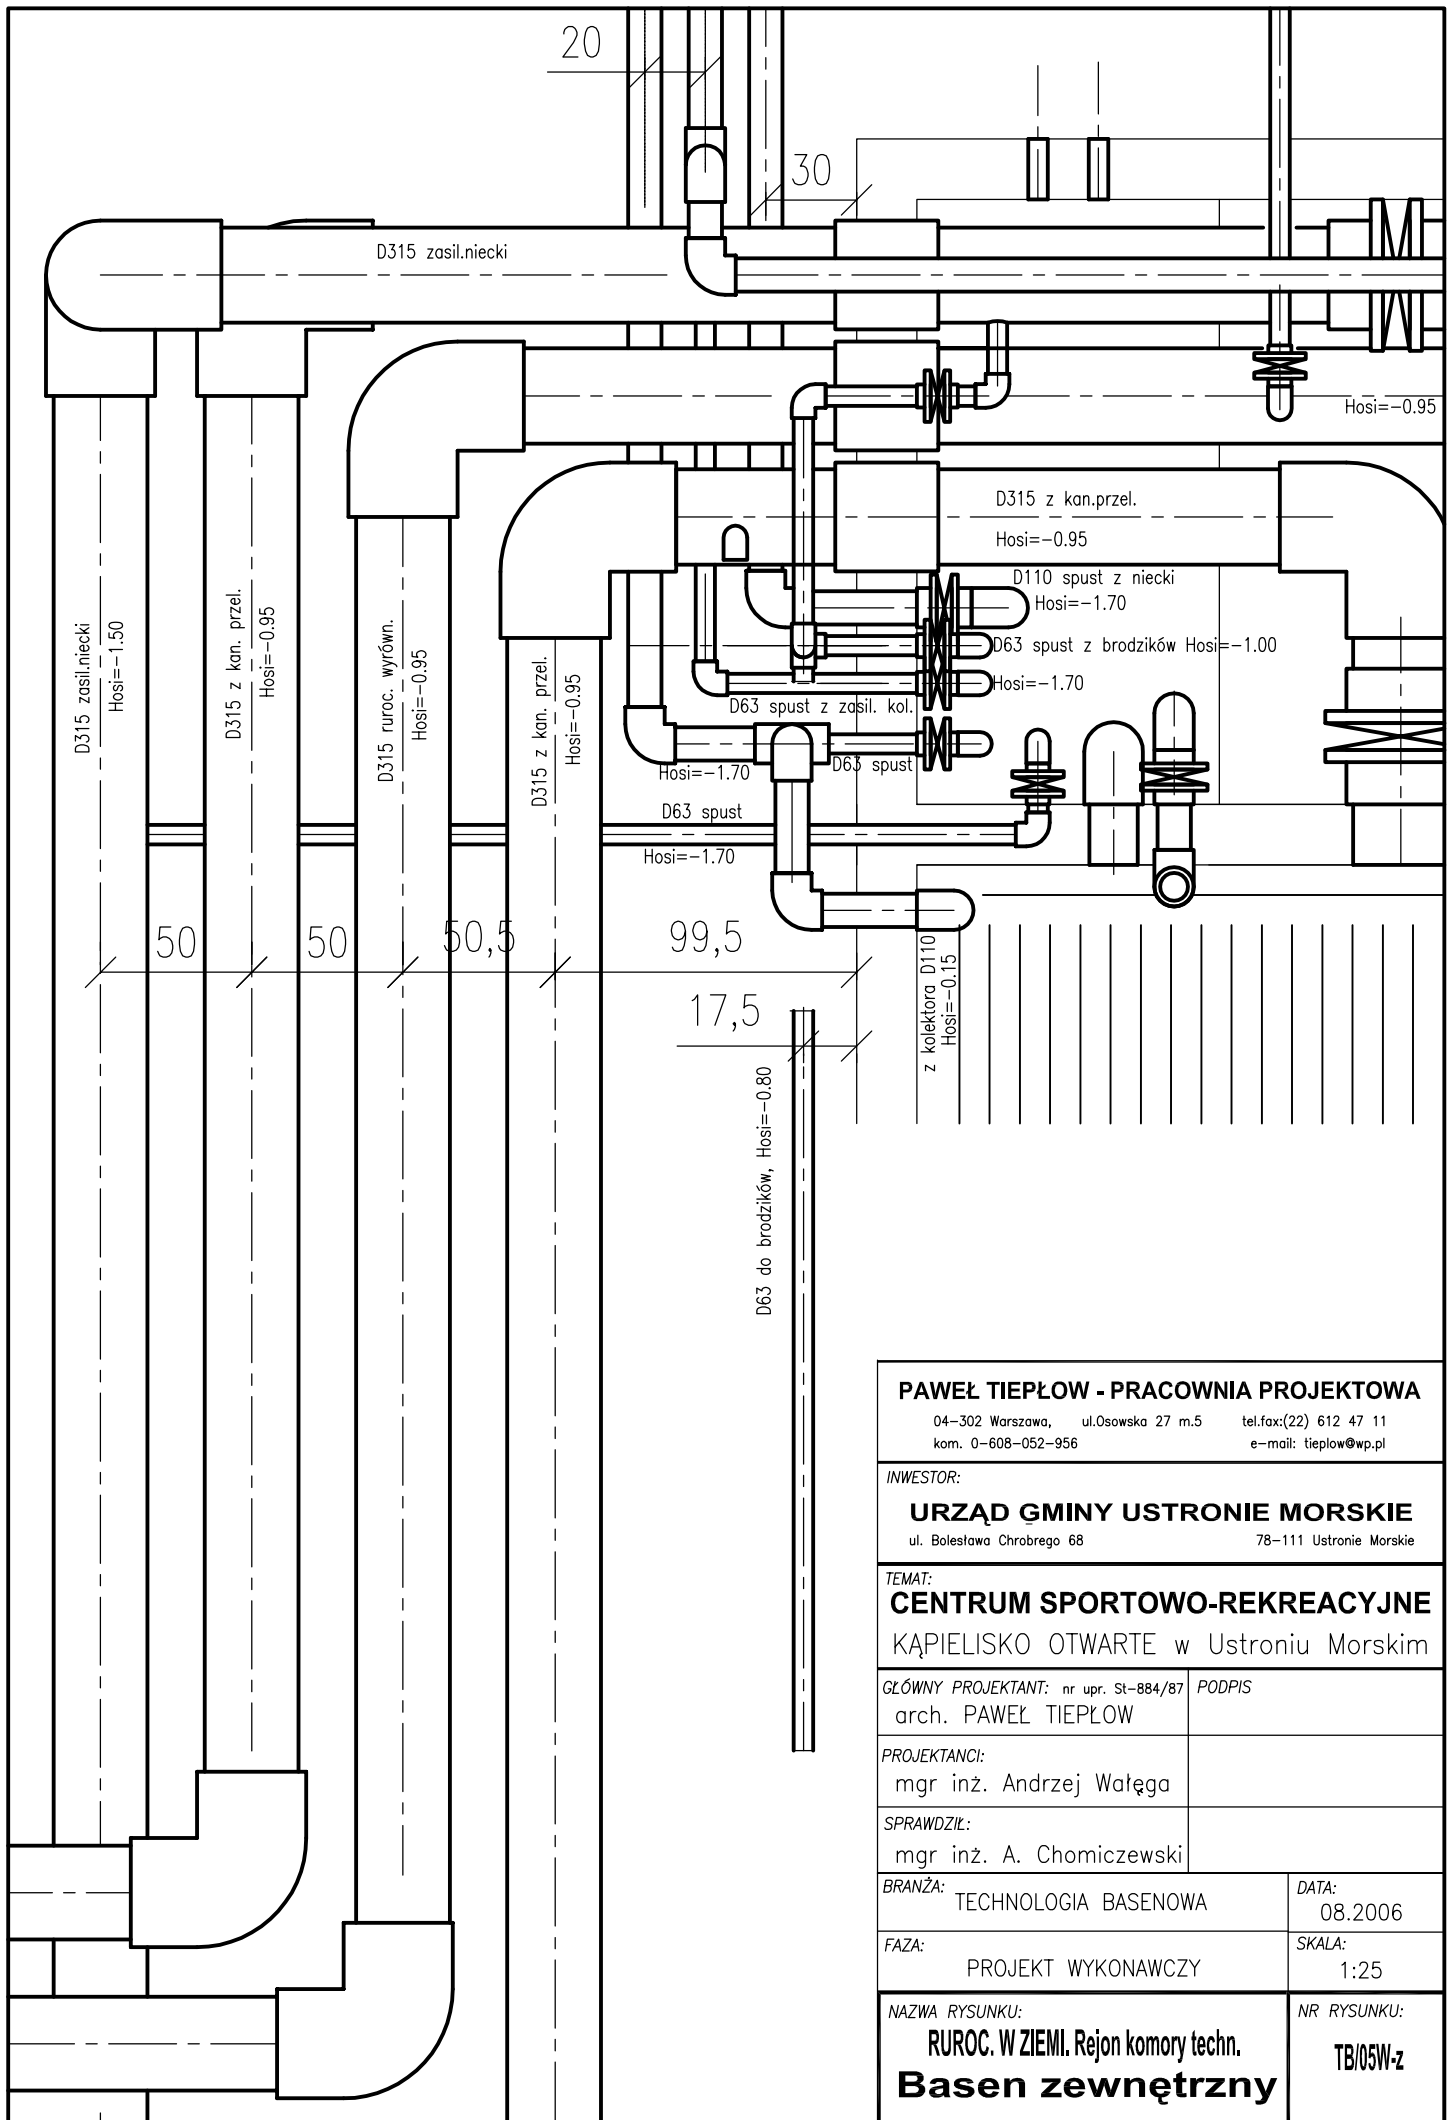 20
30
D315 zasil.niecki
Hosi=-0.95
D315 z kan.przel.
Hosi=-0.95
D110 spust z niecki
Hosi=-1.70
D63 spust z brodzików Hosi=-1.00
Hosi=-1.70
D63 spust z zasil. kol.
D63 spust
Hosi=-1.70
D63 spust
Hosi=-1.70
D315 zasil.niecki
Hosi=-1.50
D315 z kan. przel.
Hosi=-0.95
D315 ruroc. wyrówn.
Hosi=-0.95
D315 z kan. przel.
Hosi=-0.95
50
50
50,5
99,5
17,5
z kolektora D110
Hosi=-0.15
D63 do brodzików, Hosi=-0.80
PAWEŁ TIEPŁOW - PRACOWNIA PROJEKTOWA
04-302 Warszawa, ul.Osowska 27 m.5 tel.fax:(22) 612 47 11
kom. 0-608-052-956 e-mail: tieplow@wp.pl
INWESTOR:
URZĄD GMINY USTRONIE MORSKIE
ul. Bolesława Chrobrego 68 78-111 Ustronie Morskie
TEMAT:
CENTRUM SPORTOWO-REKREACYJNE
KĄPIELISKO OTWARTE w Ustroniu Morskim
GŁÓWNY PROJEKTANT: nr upr. St-884/87 PODPIS
arch. PAWEŁ TIEPŁOW
PROJEKTANCI:
mgr inż. Andrzej Wałęga
SPRAWDZIŁ:
mgr inż. A. Chomiczewski
BRANŻA: TECHNOLOGIA BASENOWA
DATA:
08.2006
FAZA:
PROJEKT WYKONAWCZY
SKALA:
1:25
NAZWA RYSUNKU:
RUROC. W ZIEMI. Rejon komory techn.
Basen zewnętrzny
NR RYSUNKU:
TB/05W-z